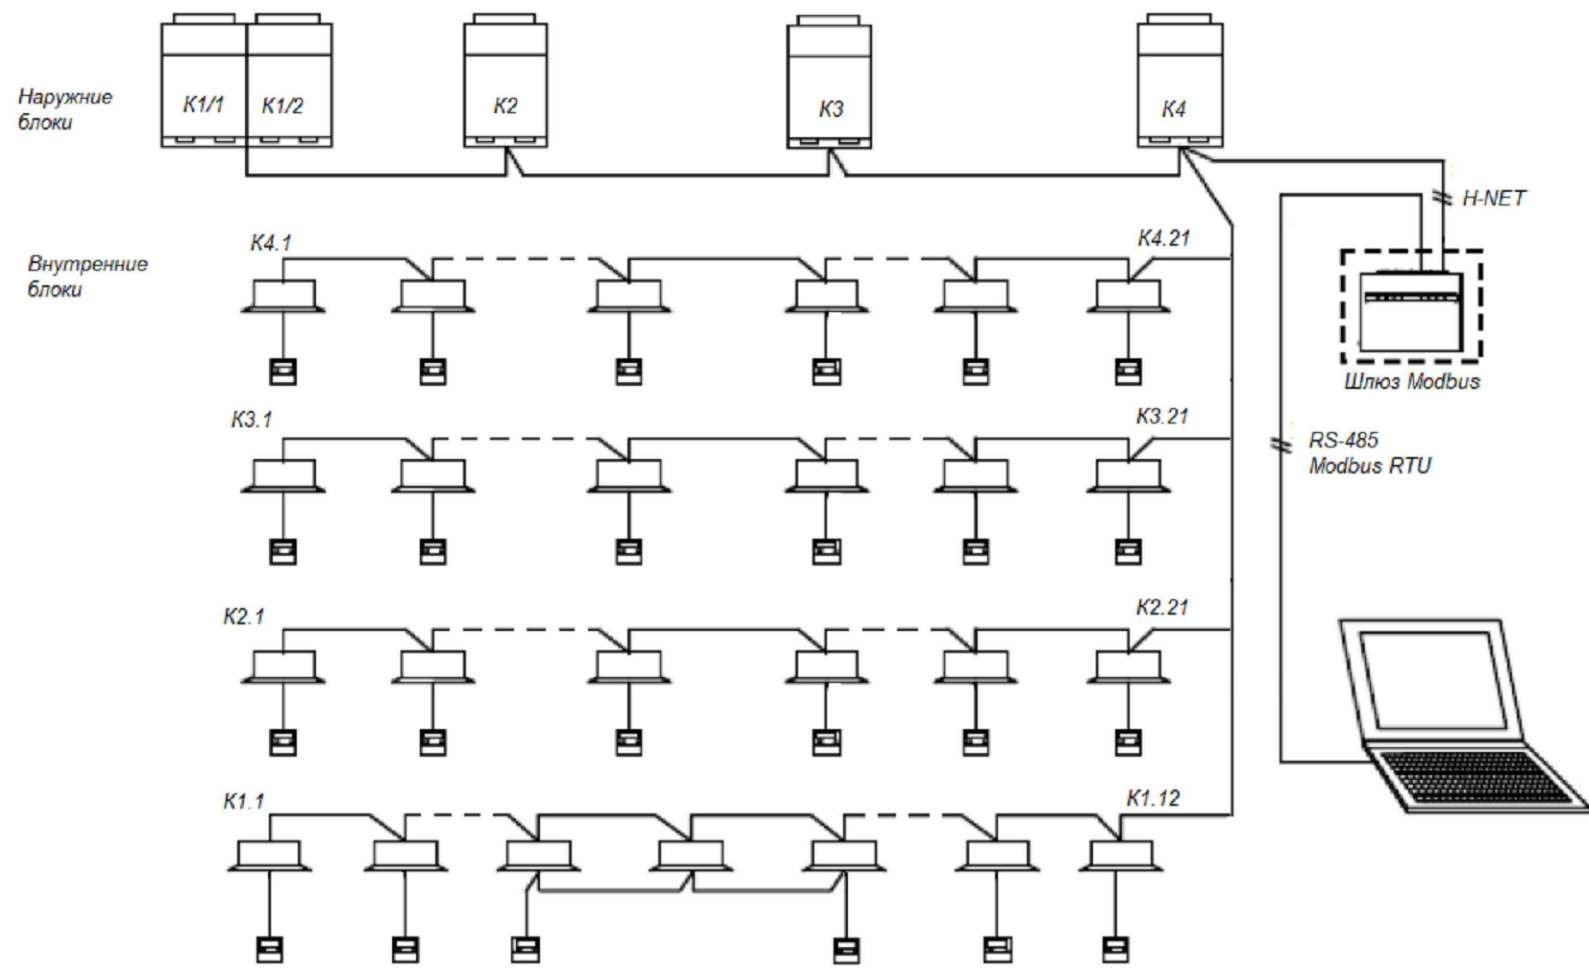 К1/1 К1/2 К2 К3 К4
Наружние
блоки
H-NET
К4.1 К4.21
Внутренние
блоки
Шлюз Modbus
К3.1 К3.21
RS-485
Modbus RTU
К2.1 К2.21
К1.1 К1.12